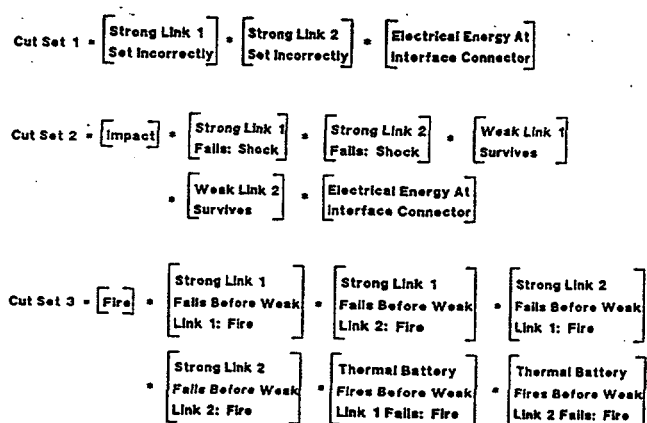 Strong Link 1 Strong Link 2 Electrical Energy At
Cut Set 1 = * *
Set Incorrectly Set Incorrectly Interface Connector
Strong Link 1 Strong Link 2 Weak Link 1
Cut Set 2 = Impact * * *
Fails: Shock Fails: Shock Survives
Weak Link 2 Electrical Energy At
* *
Survives Interface Connector
Strong Link 1 Strong Link 1 Strong Link 2
Cut Set 3 = Fire * Fails Before Weak * Fails Before Weak * Fails Before Weak
Link 1: Fire Link 2: Fire Link 1: Fire
Strong Link 2 Thermal Battery Thermal Battery
* Fails Before Weak * Fires Before Weak * Fires Before Weak
Link 2: Fire Link 1 Fails: Fire Link 2 Fails: Fire